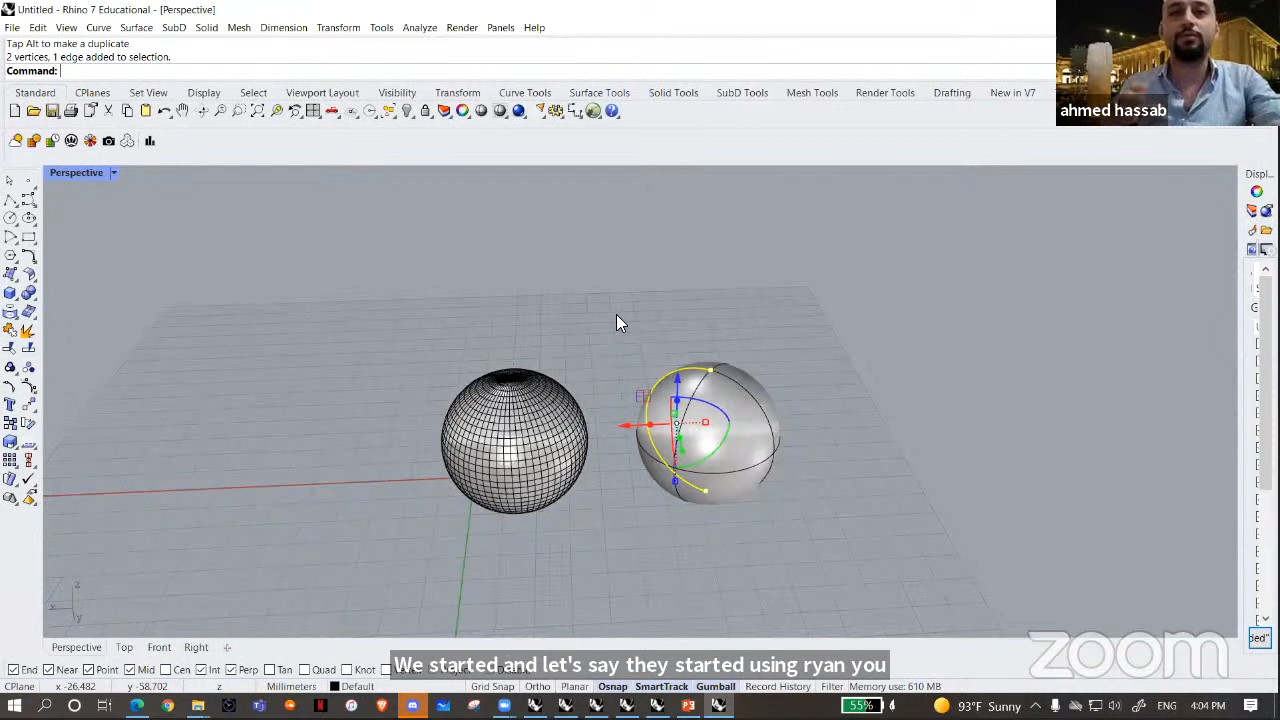 Untitled - Rhino 7 Educational - [Perspective]
File Edit View Curve Surface SubD Solid Mesh Dimension Transform Tools Analyze Render Panels Help
Tap Alt to make a duplicate
2 vertices, 1 edge added to selection.
Command:
Standard CPlanes Set View Display Select Viewport Layout Visibility Transform Curve Tools Surface Tools Solid Tools SubD Tools Mesh Tools Render Tools Drafting New in V7
ahmed hassab
Perspective
Displ...
z
x
y
Perspective Top Front Right
zoom
We started and let's say they started using ryan you
End Near Point Mid Cen Int Perp Tan Quad Knot
CPlane x -26.482 y -58.702 z Millimeters Default Grid Snap Ortho Planar Osnap SmartTrack Gumball Record History Filter Memory use: 610 MB
55% 93°F Sunny ENG 4:04 PM